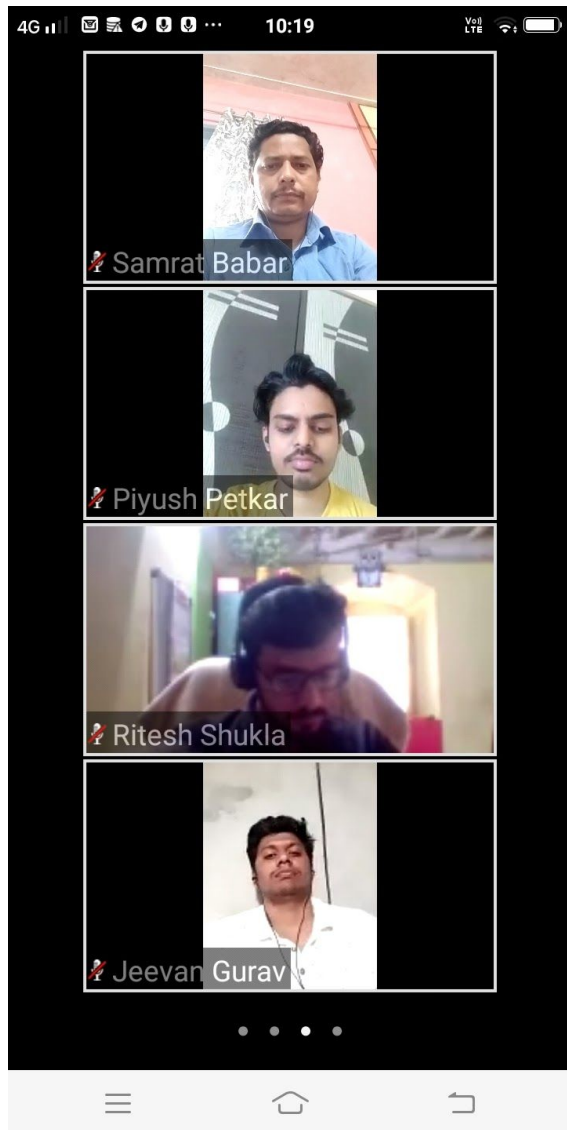 4G 10:19 Vo)) LTE
Samrat Babar
Piyush Petkar
Ritesh Shukla
Jeevan Gurav